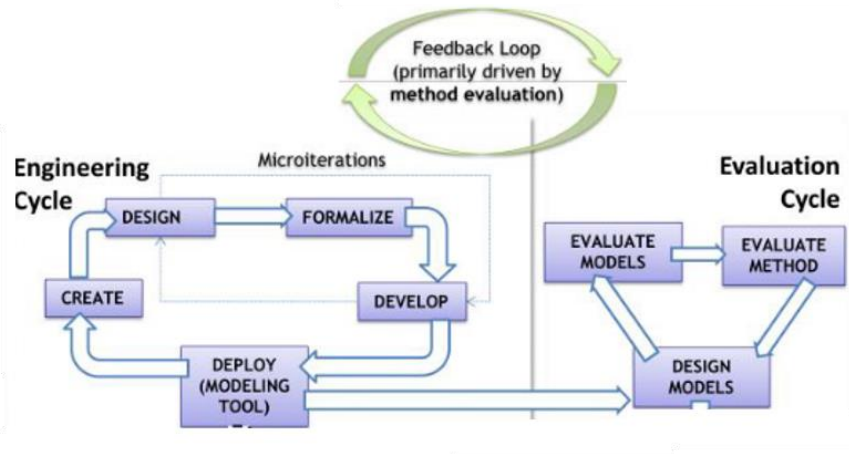 Feedback Loop
(primarily driven by
method evaluation)
Engineering
Cycle
Microiterations
Evaluation
Cycle
DESIGN
FORMALIZE
CREATE
DEVELOP
DEPLOY
(MODELING
TOOL)
EVALUATE
MODELS
EVALUATE
METHOD
DESIGN
MODELS